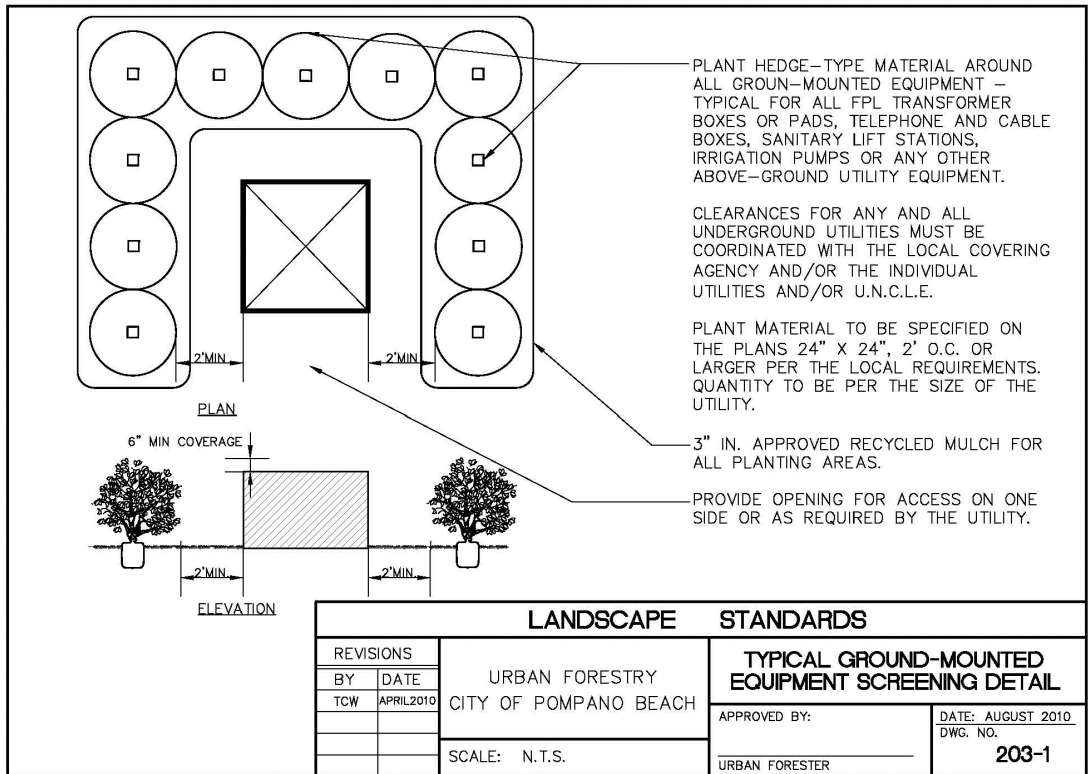 PLANT HEDGE-TYPE MATERIAL AROUND
ALL GROUN-MOUNTED EQUIPMENT -
TYPICAL FOR ALL FPL TRANSFORMER
BOXES OR PADS, TELEPHONE AND CABLE
BOXES, SANITARY LIFT STATIONS,
IRRIGATION PUMPS OR ANY OTHER
ABOVE-GROUND UTILITY EQUIPMENT.
CLEARANCES FOR ANY AND ALL
UNDERGROUND UTILITIES MUST BE
COORDINATED WITH THE LOCAL COVERING
AGENCY AND/OR THE INDIVIDUAL
UTILITIES AND/OR U.N.C.L.E.
PLANT MATERIAL TO BE SPECIFIED ON
THE PLANS 24" X 24", 2' O.C. OR
LARGER PER THE LOCAL REQUIREMENTS.
QUANTITY TO BE PER THE SIZE OF THE
UTILITY.
3" IN. APPROVED RECYCLED MULCH FOR
ALL PLANTING AREAS.
PROVIDE OPENING FOR ACCESS ON ONE
SIDE OR AS REQUIRED BY THE UTILITY.
2'MIN
2'MIN
PLAN
6" MIN COVERAGE
2'MIN.
2'MIN.
ELEVATION
LANDSCAPE STANDARDS
REVISIONS
BY DATE
TCW APRIL2010
URBAN FORESTRY
CITY OF POMPANO BEACH
SCALE: N.T.S.
TYPICAL GROUND-MOUNTED
EQUIPMENT SCREENING DETAIL
APPROVED BY:
URBAN FORESTER
DATE: AUGUST 2010
DWG. NO.
203-1